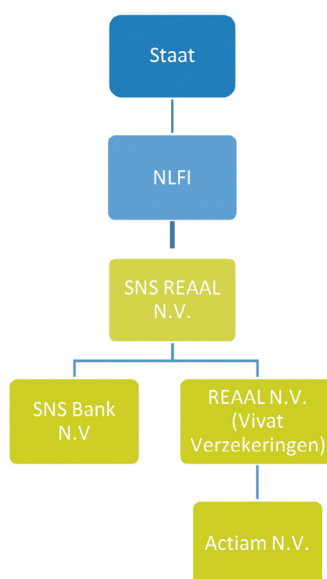 Staat
NLFI
SNS REAAL
N.V.
SNS Bank
N.V
REAAL N.V.
(Vivat
Verzekeringen)
Actiam N.V.